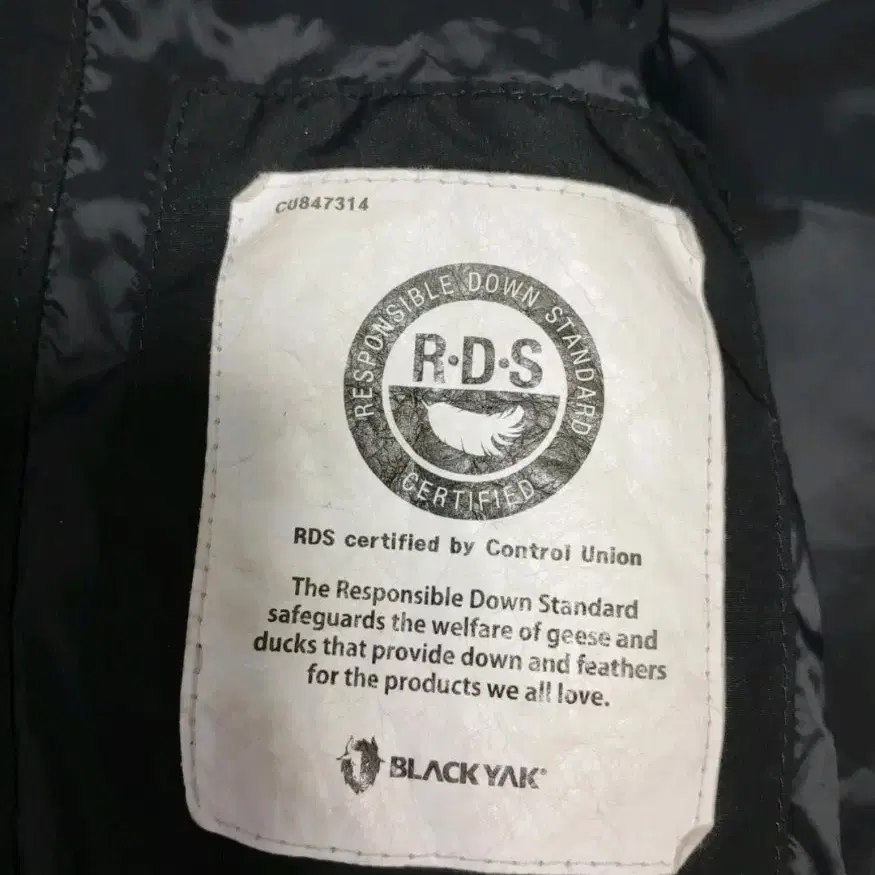 CU847314
RESPONSIBLE DOWN STANDARD
R·D·S
CERTIFIED
RDS certified by Control Union
The Responsible Down Standard
safeguards the welfare of geese and
ducks that provide down and feathers
for the products we all love.
BLACKYAK®